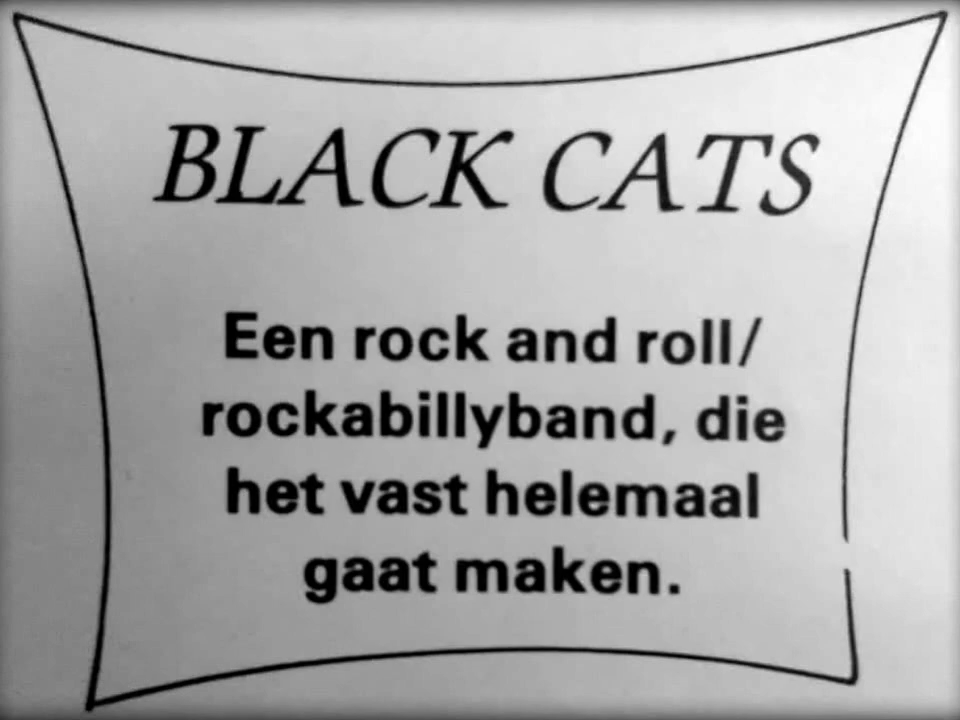 BLACK CATS
Een rock and roll/
rockabillyband, die
het vast helemaal
gaat maken.